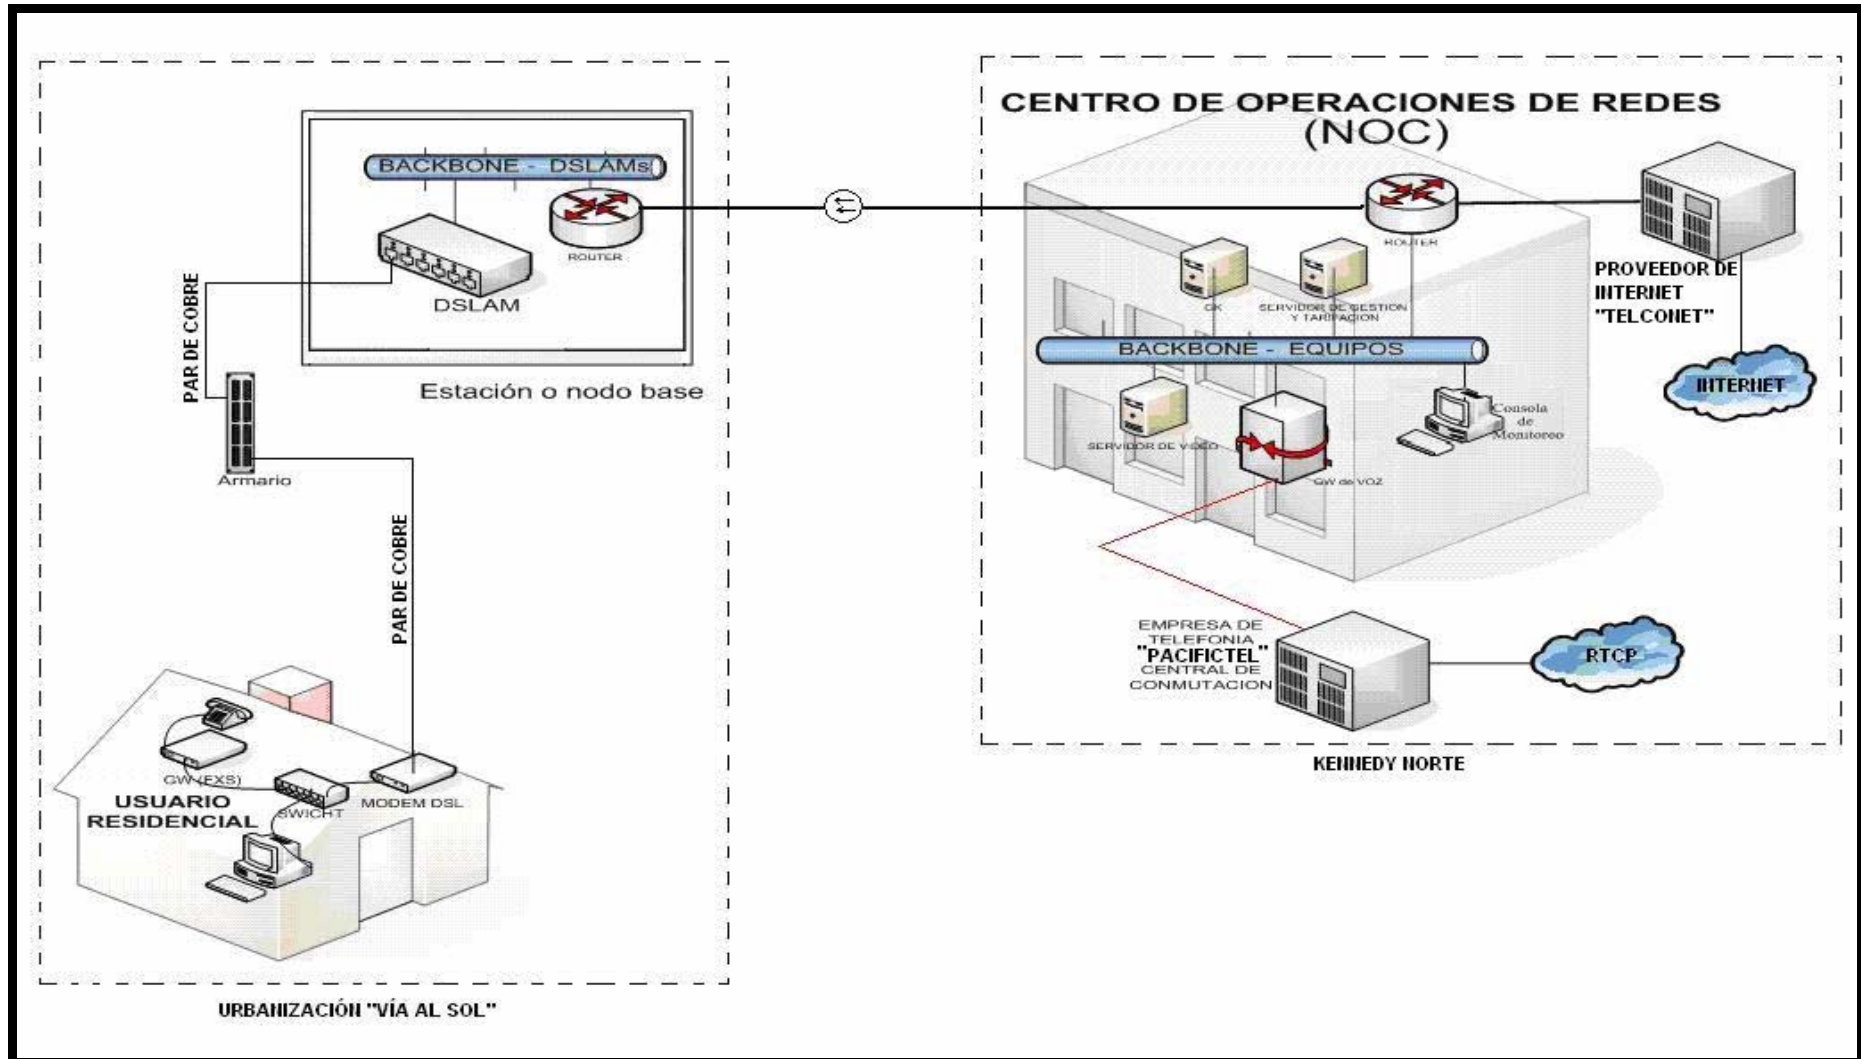 CENTRO DE OPERACIONES DE REDES
(NOC)
BACKBONE - DSLAMs
ROUTER
DSLAM
PAR DE COBRE
Estación o nodo base
Armario
PAR DE COBRE
GW (FXS)
USUARIO
RESIDENCIAL
SWICHT
MODEM DSL
URBANIZACIÓN "VÍA AL SOL"
ROUTER
PROVEEDOR DE
INTERNET
"TELCONET"
GK
SERVIDOR DE GESTION
Y TARIFACION
BACKBONE - EQUIPOS
INTERNET
Consola
de
Monitoreo
SERVIDOR DE VIDEO
GW de VOZ
EMPRESA DE
TELEFONIA
"PACIFICTEL"
CENTRAL DE
CONMUTACION
RTCP
KENNEDY NORTE